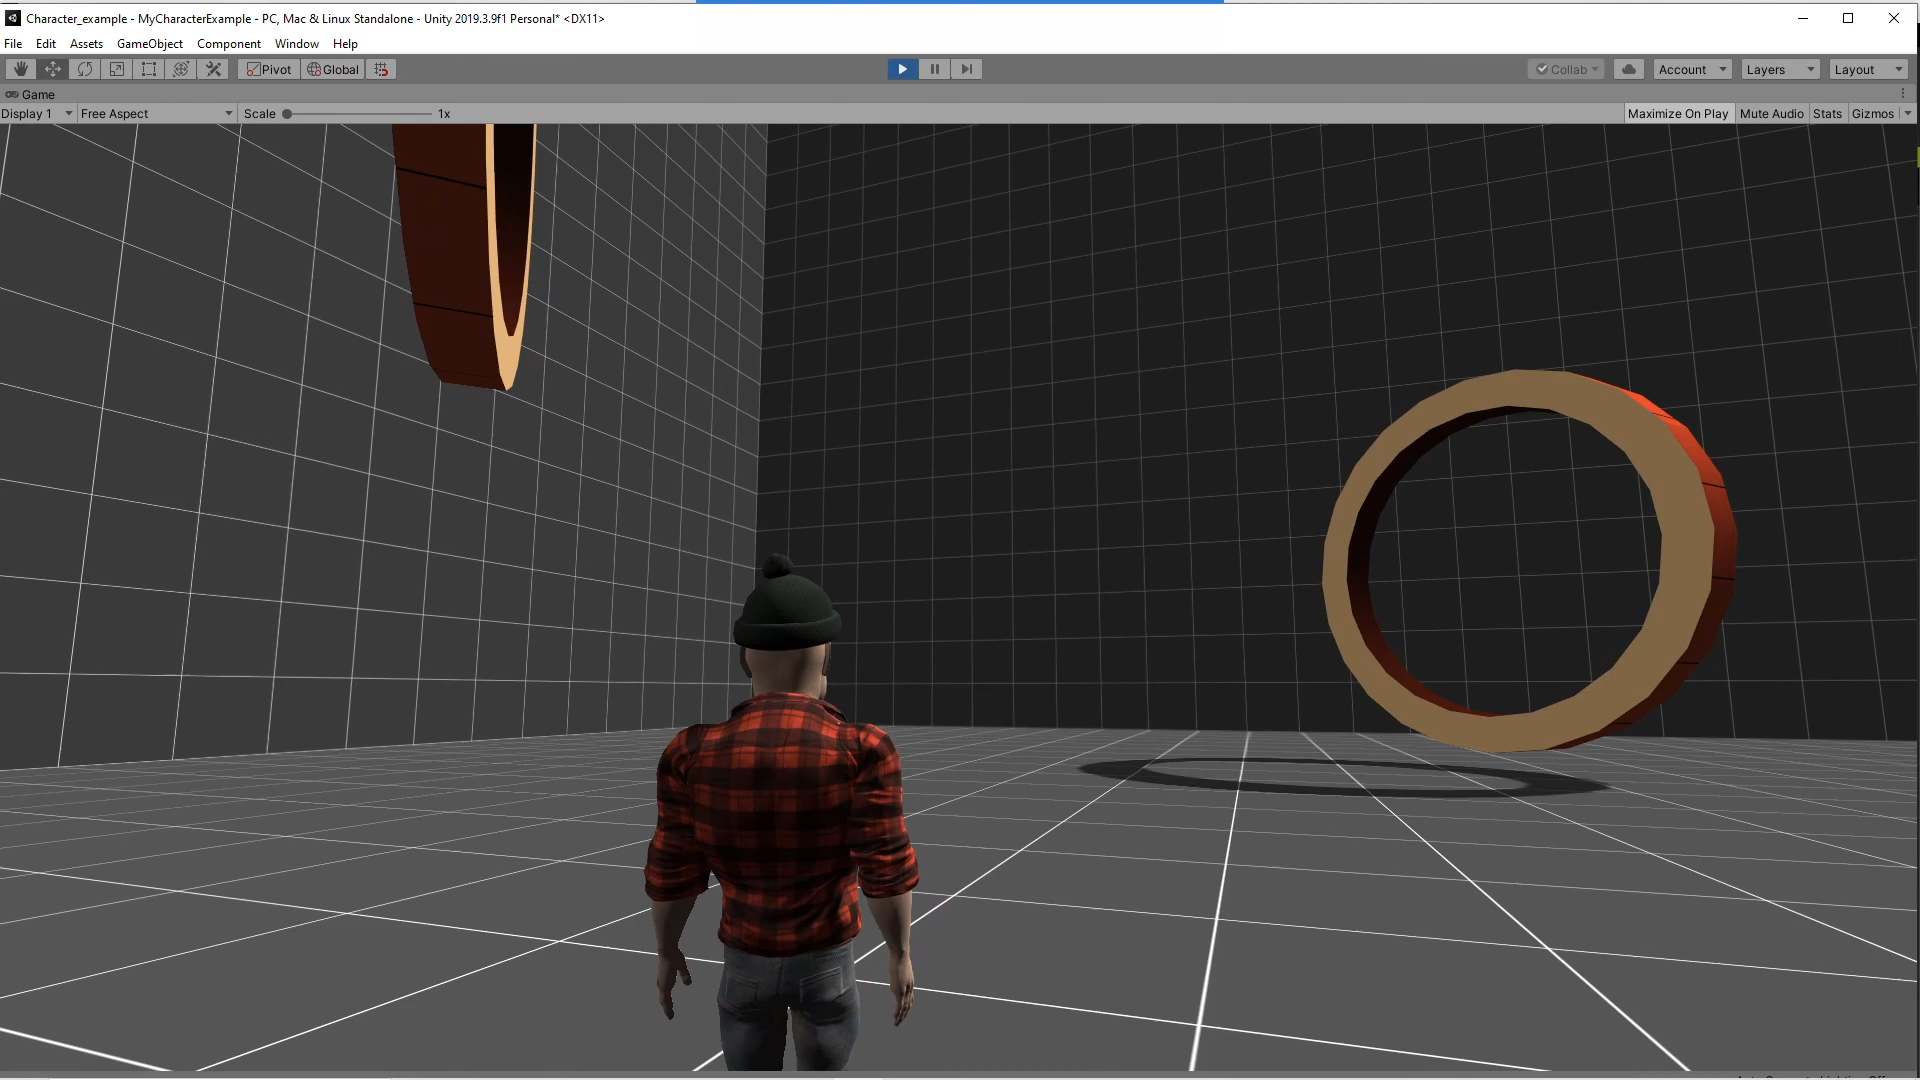 Character_example - MyCharacterExample - PC, Mac & Linux Standalone - Unity 2019.3.9f1 Personal* <DX11>
File Edit Assets GameObject Component Window Help
Pivot Global Collab Account Layers Layout
Game
Display 1 Free Aspect Scale 1x Maximize On Play Mute Audio Stats Gizmos